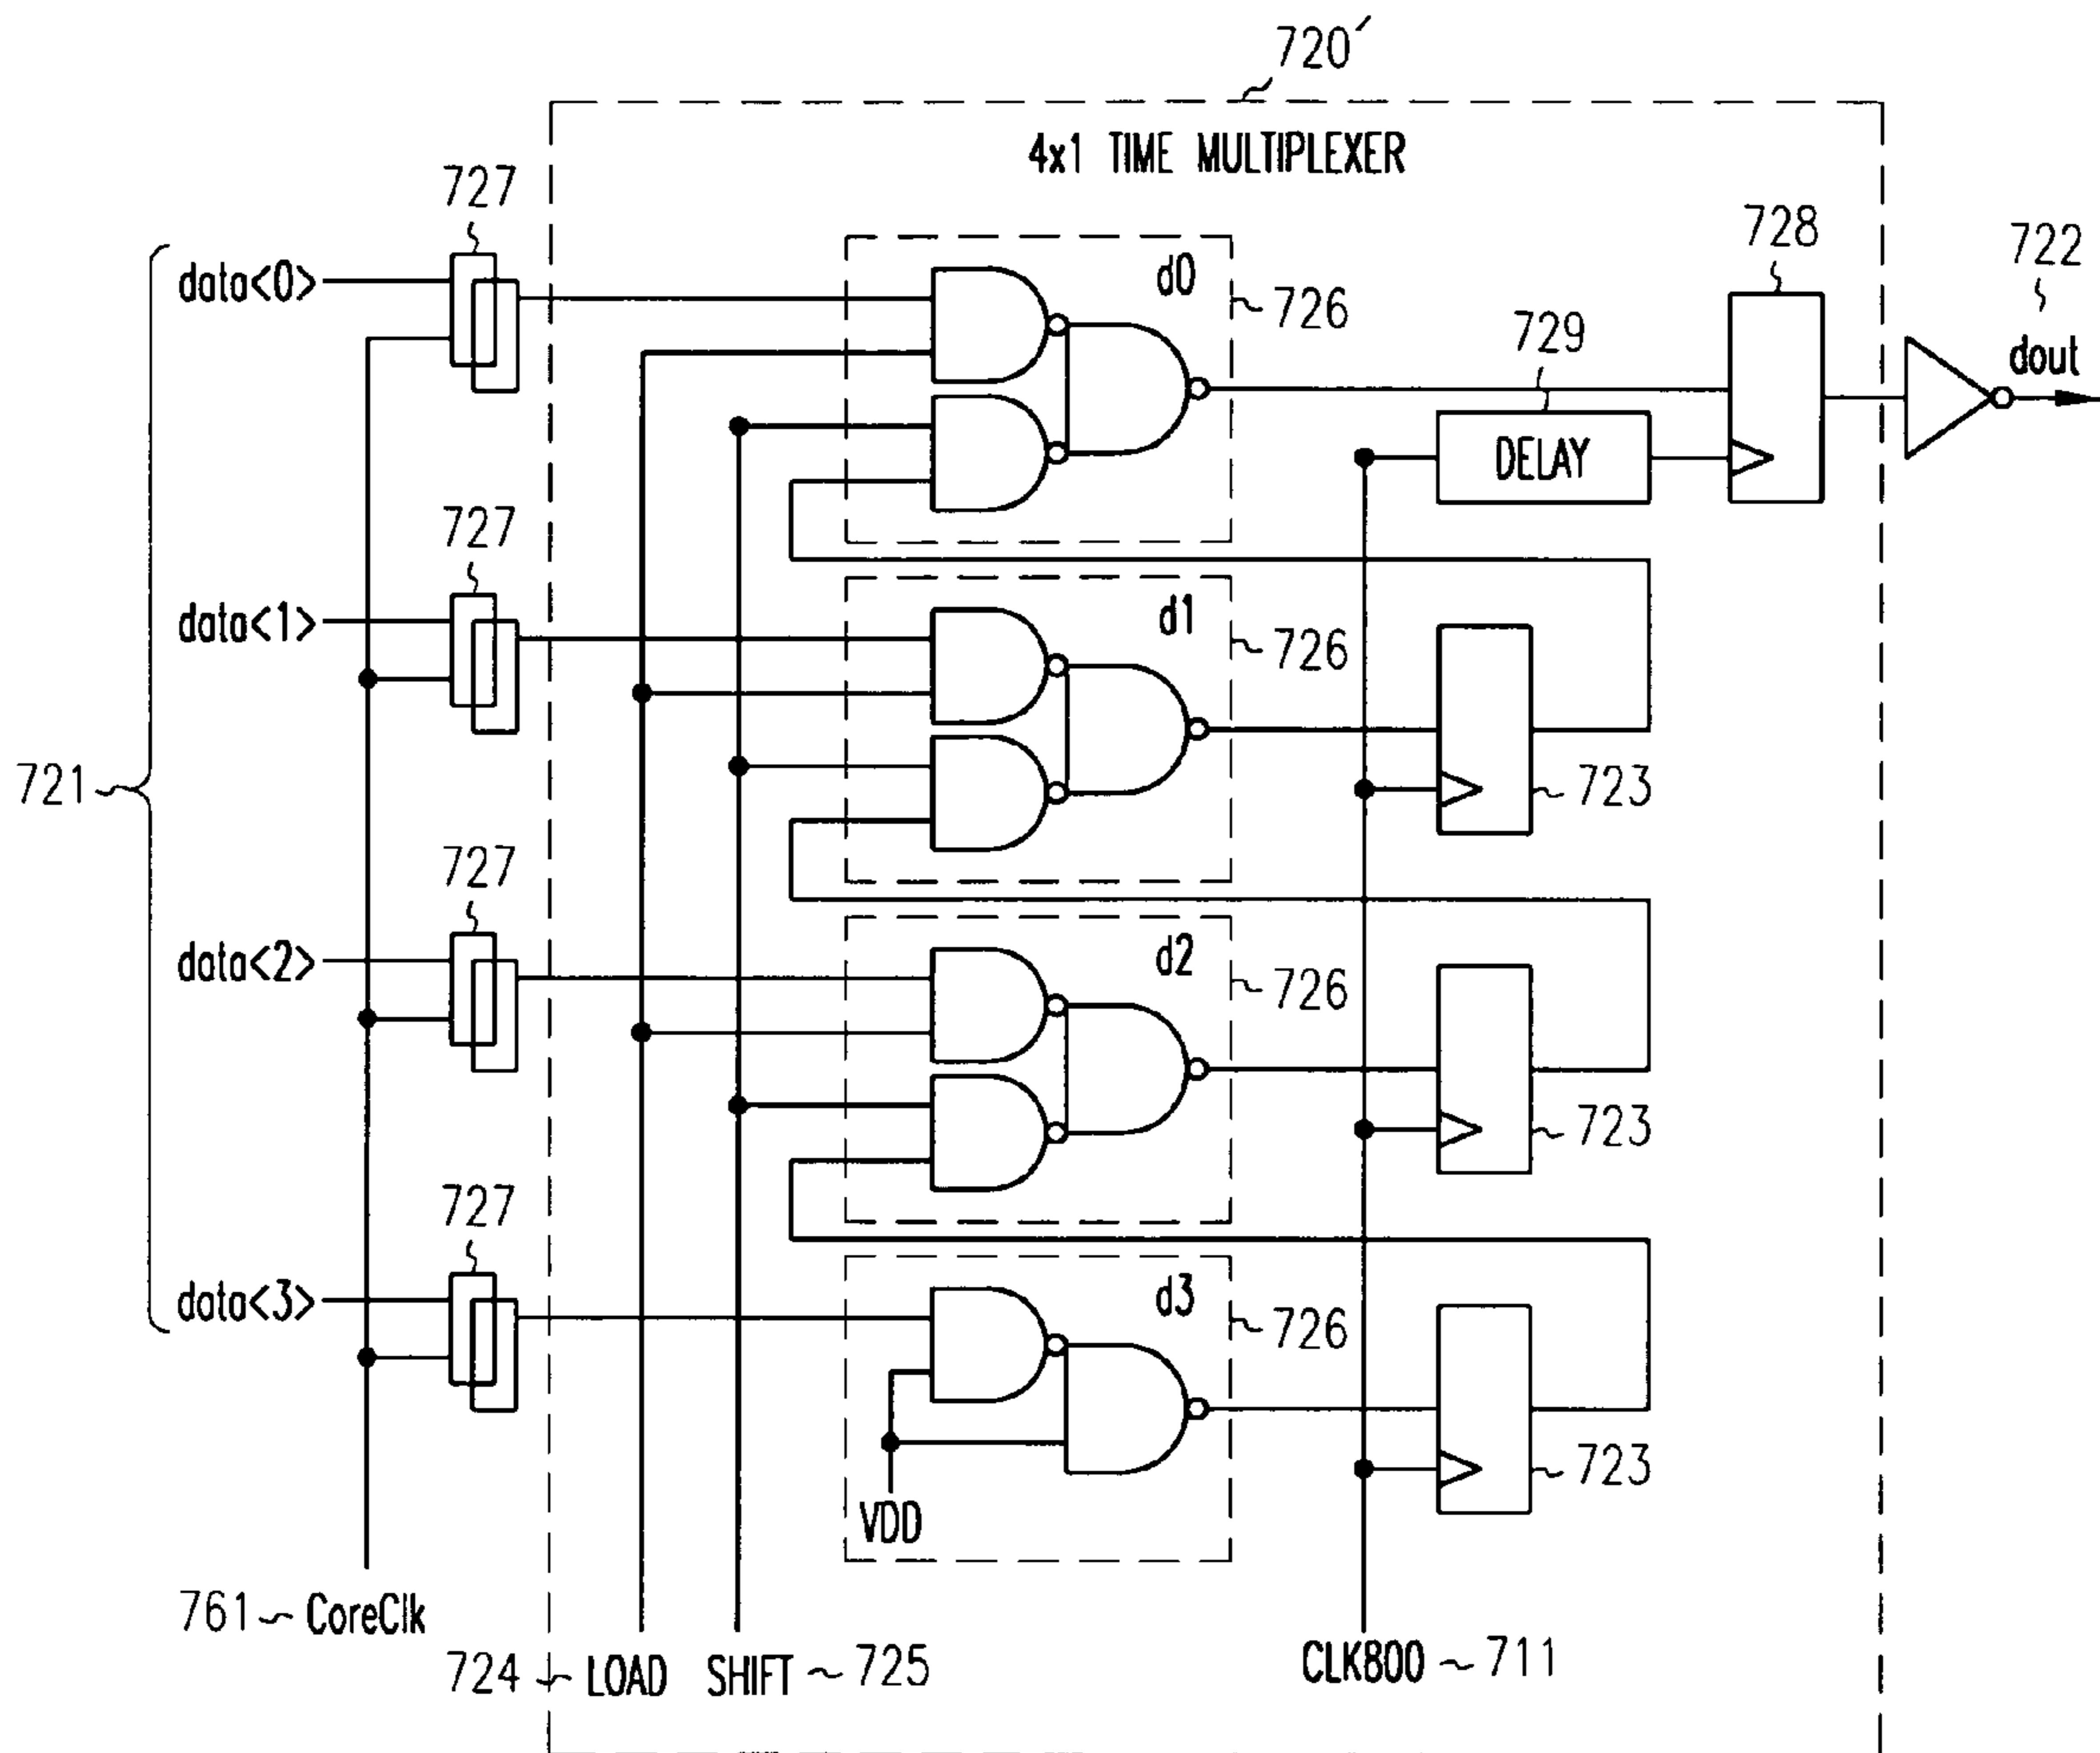 720′
4x1 TIME MULTIPLEXER
727
728
722
data<0>
d0
726
729
dout
DELAY
727
data<1>
d1
726
721
723
727
data<2>
d2
726
723
727
data<3>
d3
726
723
VDD
761 CoreClk
724 LOAD SHIFT 725
CLK800 711